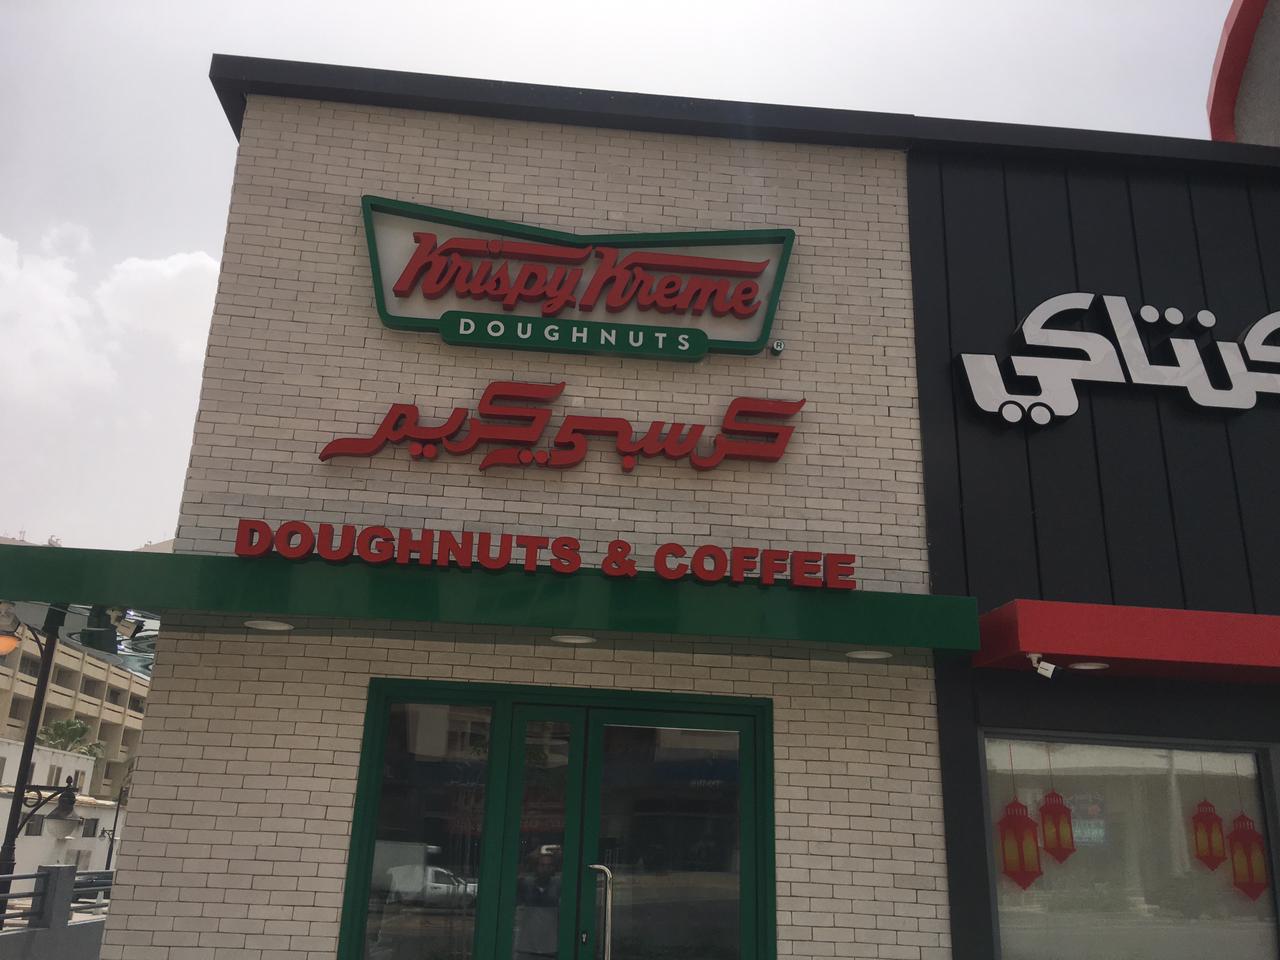 Krispy Kreme
DOUGHNUTS
®
كرسبي كريم
DOUGHNUTS & COFFEE
كنتاكي